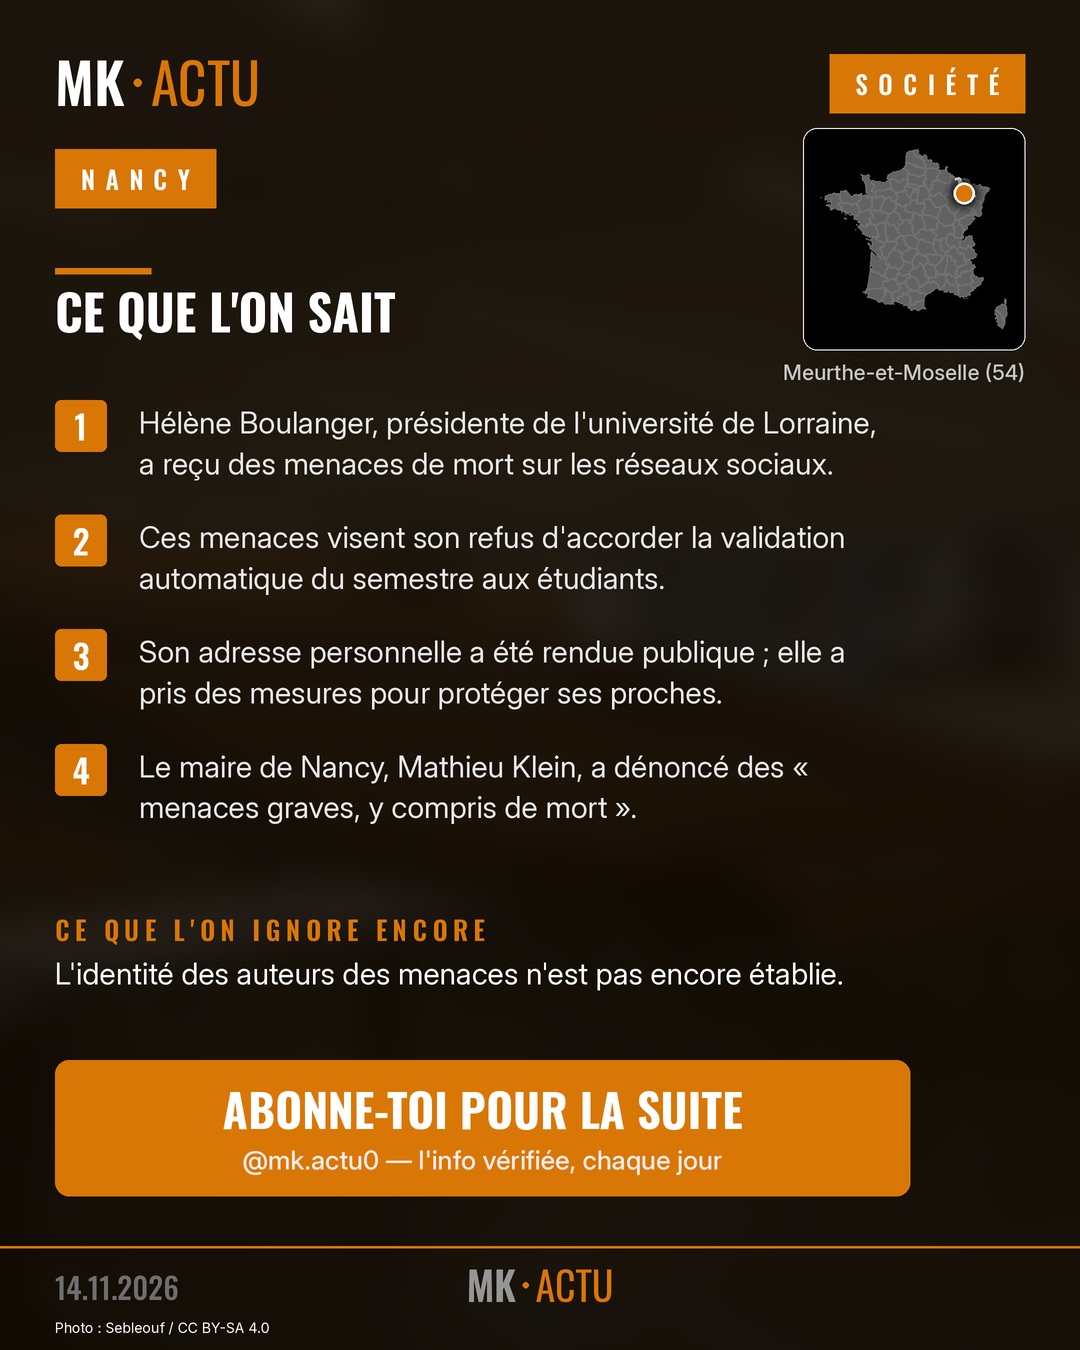 MK·ACTU
SOCIÉTÉ
NANCY
Meurthe-et-Moselle (54)
CE QUE L'ON SAIT
1
Hélène Boulanger, présidente de l'université de Lorraine,
a reçu des menaces de mort sur les réseaux sociaux.
2
Ces menaces visent son refus d'accorder la validation
automatique du semestre aux étudiants.
3
Son adresse personnelle a été rendue publique ; elle a
pris des mesures pour protéger ses proches.
4
Le maire de Nancy, Mathieu Klein, a dénoncé des «
menaces graves, y compris de mort ».
CE QUE L'ON IGNORE ENCORE
L'identité des auteurs des menaces n'est pas encore établie.
ABONNE-TOI POUR LA SUITE
@mk.actu0 — l'info vérifiée, chaque jour
14.11.2026
MK·ACTU
Photo : Sebleouf / CC BY-SA 4.0